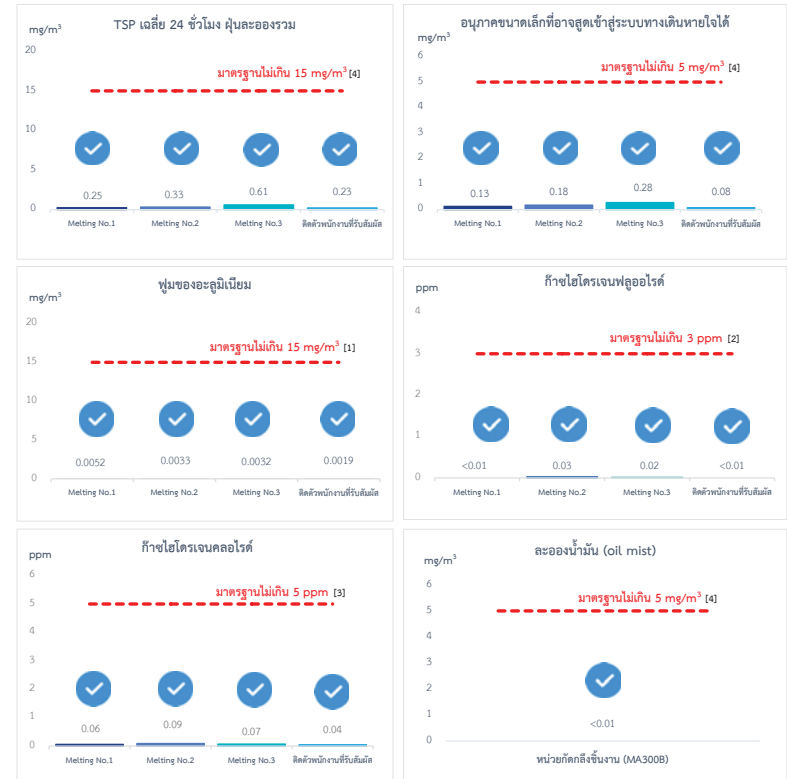 TSP เฉลี่ย 24 ชั่วโมง ฝุ่นละอองรวม
mg/m³
20
มาตรฐานไม่เกิน 15 mg/m³ [4]
15
10
5
0.25 0.33 0.61 0.23
0
Melting No.1 Melting No.2 Melting No.3 ติดตัวพนักงานที่รับสัมผัส
อนุภาคขนาดเล็กที่อาจสูดเข้าสู่ระบบทางเดินหายใจได้
mg/m³
6
มาตรฐานไม่เกิน 5 mg/m³ [4]
5
4
3
2
1
0.13 0.18 0.28 0.08
0
Melting No.1 Melting No.2 Melting No.3 ติดตัวพนักงานที่รับสัมผัส
ฟูมของอะลูมิเนียม
mg/m³
20
มาตรฐานไม่เกิน 15 mg/m³ [1]
15
10
5
0.0052 0.0033 0.0032 0.0019
0
Melting No.1 Melting No.2 Melting No.3 ติดตัวพนักงานที่รับสัมผัส
ก๊าซไฮโดรเจนฟลูออไรด์
ppm
4
มาตรฐานไม่เกิน 3 ppm [2]
3
2
1
<0.01 0.03 0.02 <0.01
0
Melting No.1 Melting No.2 Melting No.3 ติดตัวพนักงานที่รับสัมผัส
ก๊าซไฮโดรเจนคลอไรด์
ppm
6
มาตรฐานไม่เกิน 5 ppm [3]
5
4
3
2
1
0.06 0.09 0.07 0.04
0
Melting No.1 Melting No.2 Melting No.3 ติดตัวพนักงานที่รับสัมผัส
ละอองน้ำมัน (oil mist)
mg/m³
6
มาตรฐานไม่เกิน 5 mg/m³ [4]
5
4
3
2
1
<0.01
0
หน่วยกัดกลึงชิ้นงาน (MA300B)